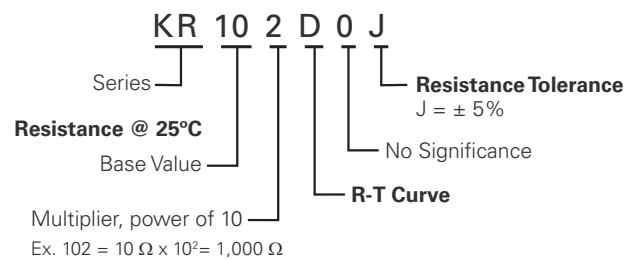 KR 10 2 D 0 J
Series
Resistance Tolerance
J = ± 5%
Resistance @ 25ºC
Base Value
No Significance
R-T Curve
Multiplier, power of 10
Ex. 102 = 10 Ω x 10²= 1,000 Ω